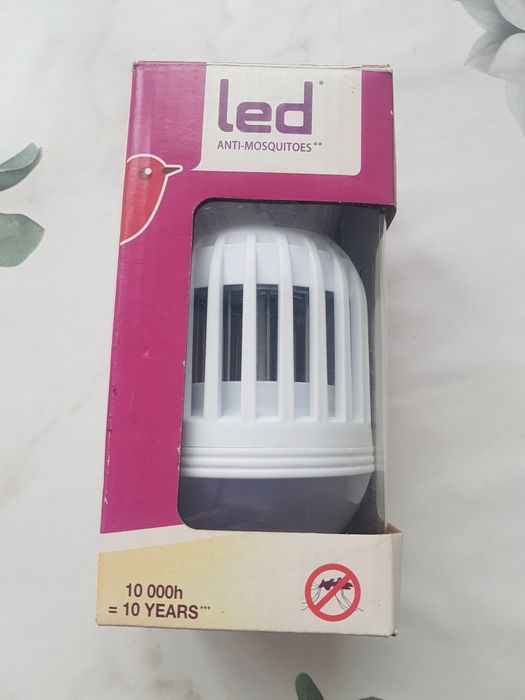 led*
ANTI-MOSQUITOES**
10 000h
= 10 YEARS***